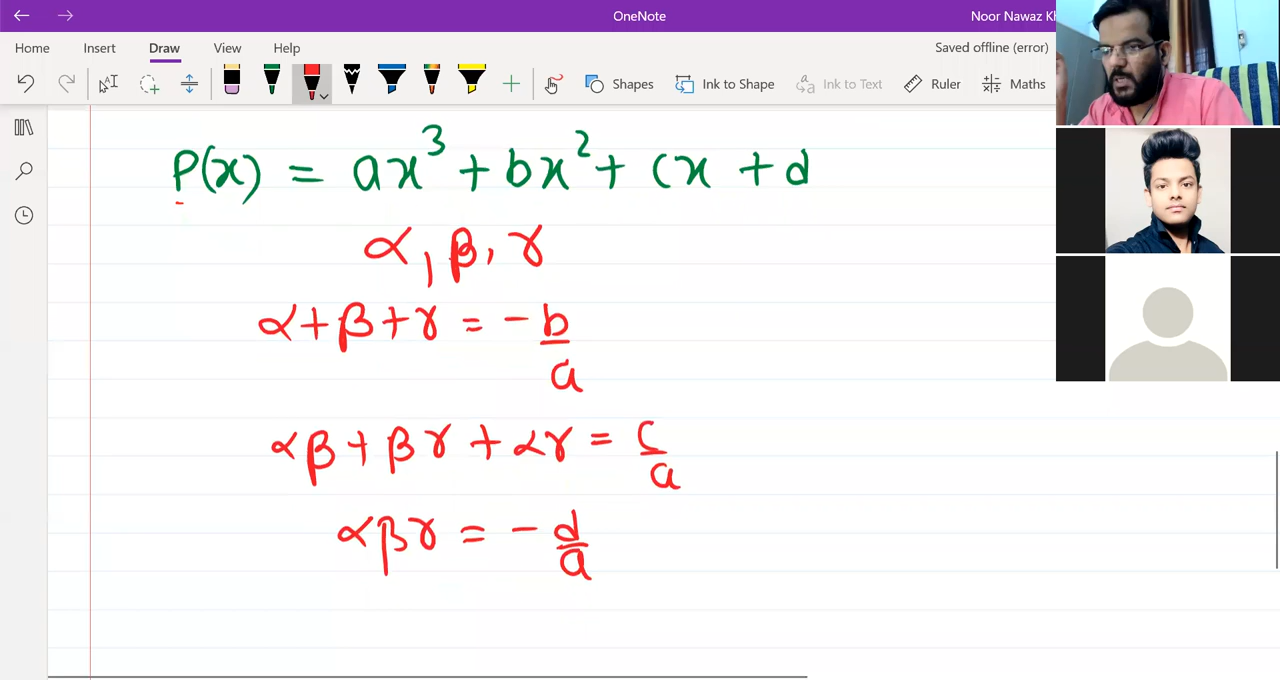 OneNote
Noor Nawaz Kh
Home Insert Draw View Help
Saved offline (error)
Shapes Ink to Shape Ink to Text Ruler Maths
P(x) = ax³ + bx² + cx + d
α, β, γ
α+β+γ = -b/a
αβ + βγ + αγ = c/a
αβγ = -d/a